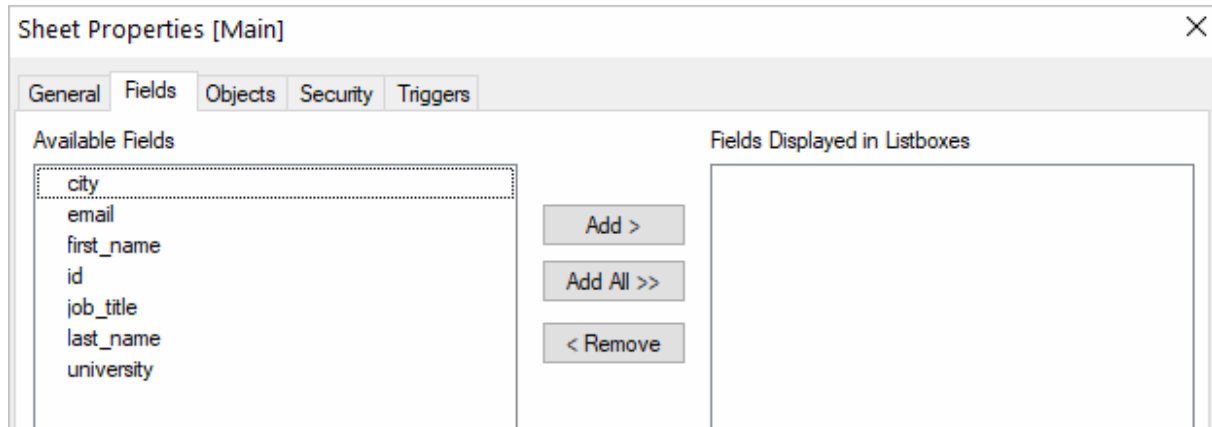 Sheet Properties [Main]
General Fields Objects Security Triggers
Available Fields
Fields Displayed in Listboxes
city
email
first_name
id
job_title
last_name
university
Add >
Add All >>
< Remove